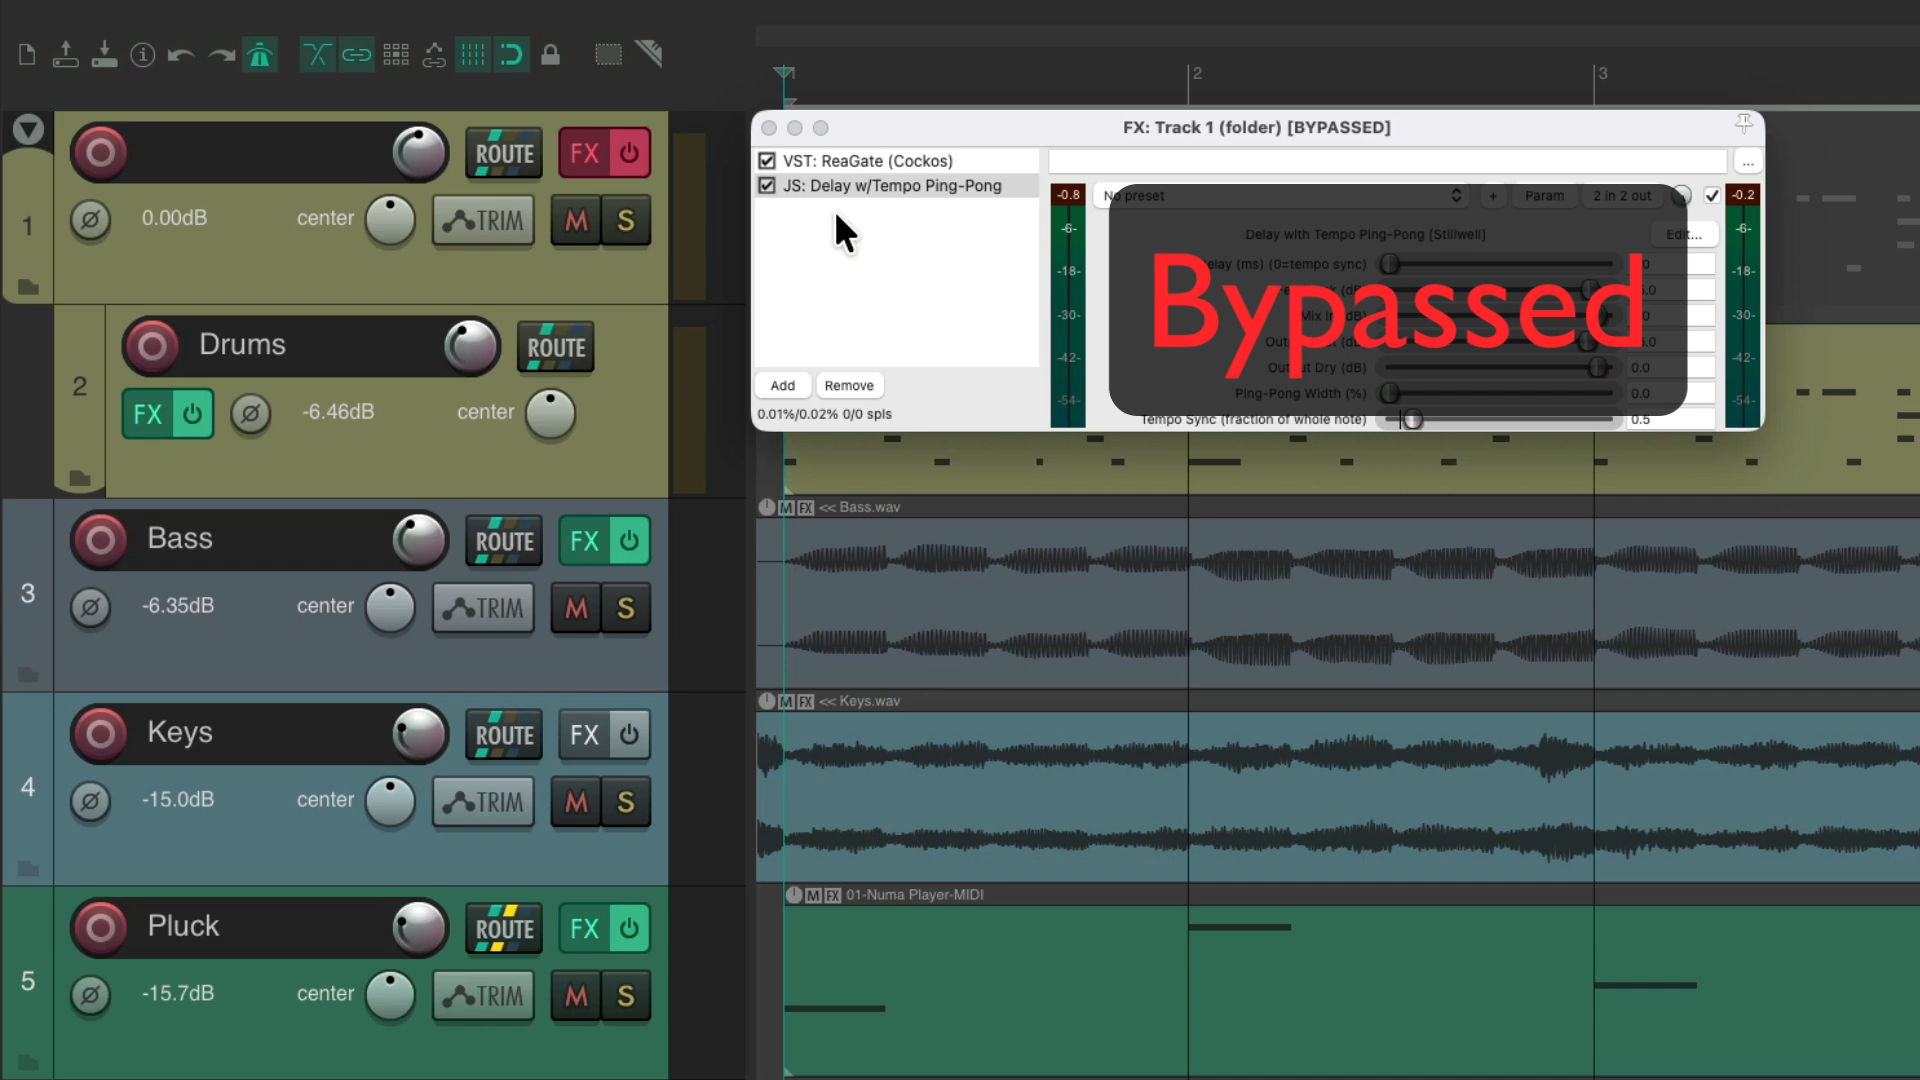 1
2
3
FX: Track 1 (folder) [BYPASSED]
VST: ReaGate (Cockos)
JS: Delay w/Tempo Ping-Pong
...
-0.8
No preset
+
Param
2 in 2 out
-0.2
-6-
-6-
Delay with Tempo Ping-Pong [Stillwell]
Edit...
Bypassed
(ms) (0=tempo sync)
-18-
-18-
-30-
-30-
-42-
-42-
Output Dry (dB)
0.0
Ping-Pong Width (%)
0.0
-54-
-54-
Tempo Sync (fraction of whole note)
0.5
Add
Remove
0.01%/0.02% 0/0 spls
1
ROUTE
FX
0.00dB
center
TRIM
M
S
2
Drums
ROUTE
FX
-6.46dB
center
3
Bass
ROUTE
FX
-6.35dB
center
TRIM
M
S
M FX << Bass.wav
4
Keys
ROUTE
FX
-15.0dB
center
TRIM
M
S
M FX << Keys.wav
5
Pluck
ROUTE
FX
-15.7dB
center
TRIM
M
S
M FX 01-Numa Player-MIDI